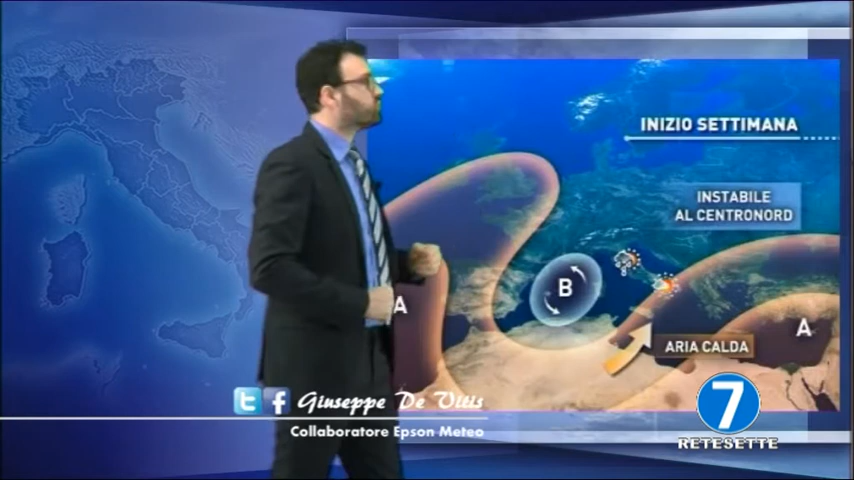 INIZIO SETTIMANA
INSTABILE
AL CENTRONORD
B
A
A
ARIA CALDA
7
RETESETTE
Giuseppe De Vitis
Collaboratore Epson Meteo